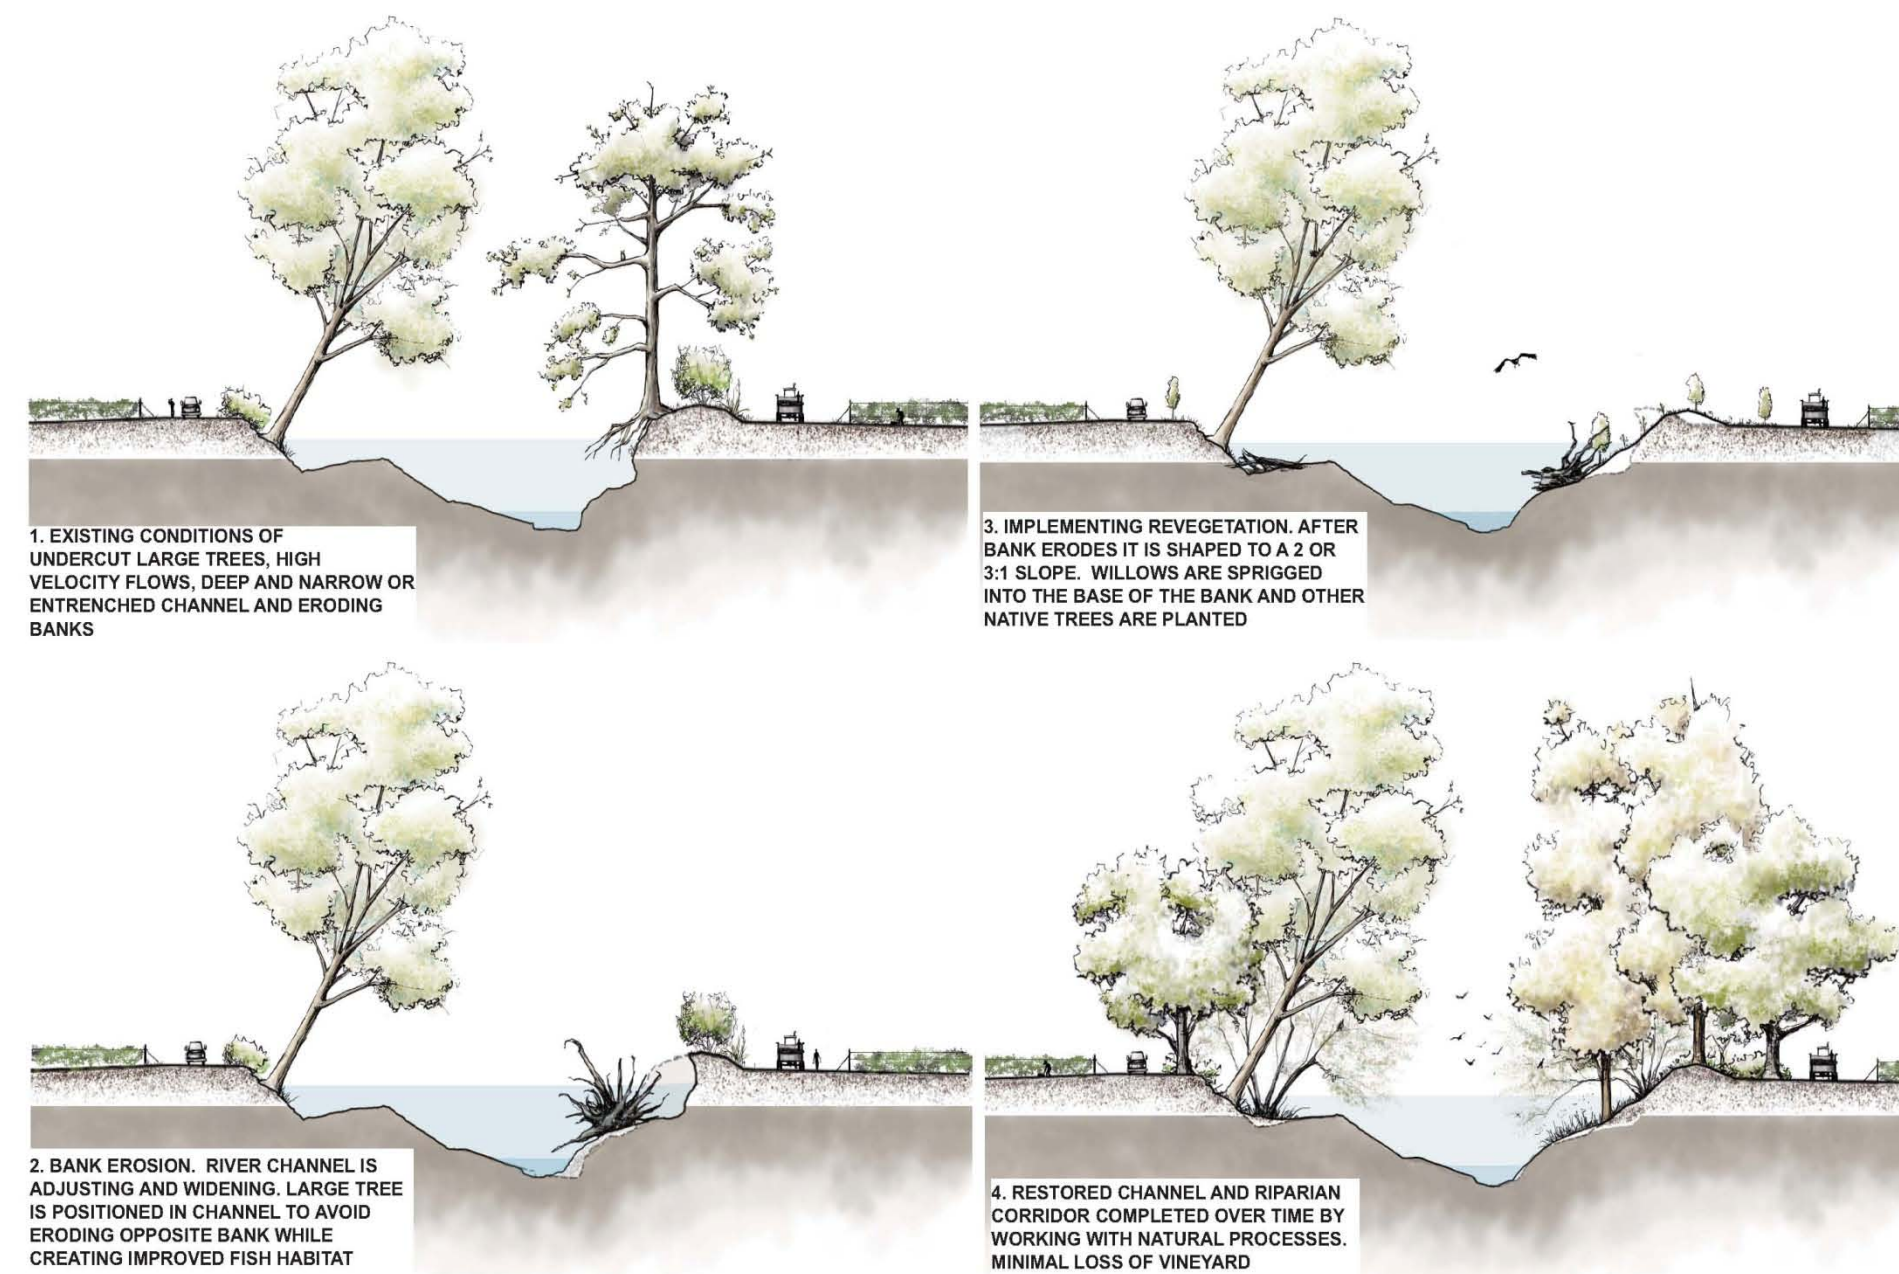 1. EXISTING CONDITIONS OF
UNDERCUT LARGE TREES, HIGH
VELOCITY FLOWS, DEEP AND NARROW OR
ENTRENCHED CHANNEL AND ERODING
BANKS
2. BANK EROSION. RIVER CHANNEL IS
ADJUSTING AND WIDENING. LARGE TREE
IS POSITIONED IN CHANNEL TO AVOID
ERODING OPPOSITE BANK WHILE
CREATING IMPROVED FISH HABITAT
3. IMPLEMENTING REVEGETATION. AFTER
BANK ERODES IT IS SHAPED TO A 2 OR
3:1 SLOPE. WILLOWS ARE SPRIGGED
INTO THE BASE OF THE BANK AND OTHER
NATIVE TREES ARE PLANTED
4. RESTORED CHANNEL AND RIPARIAN
CORRIDOR COMPLETED OVER TIME BY
WORKING WITH NATURAL PROCESSES.
MINIMAL LOSS OF VINEYARD